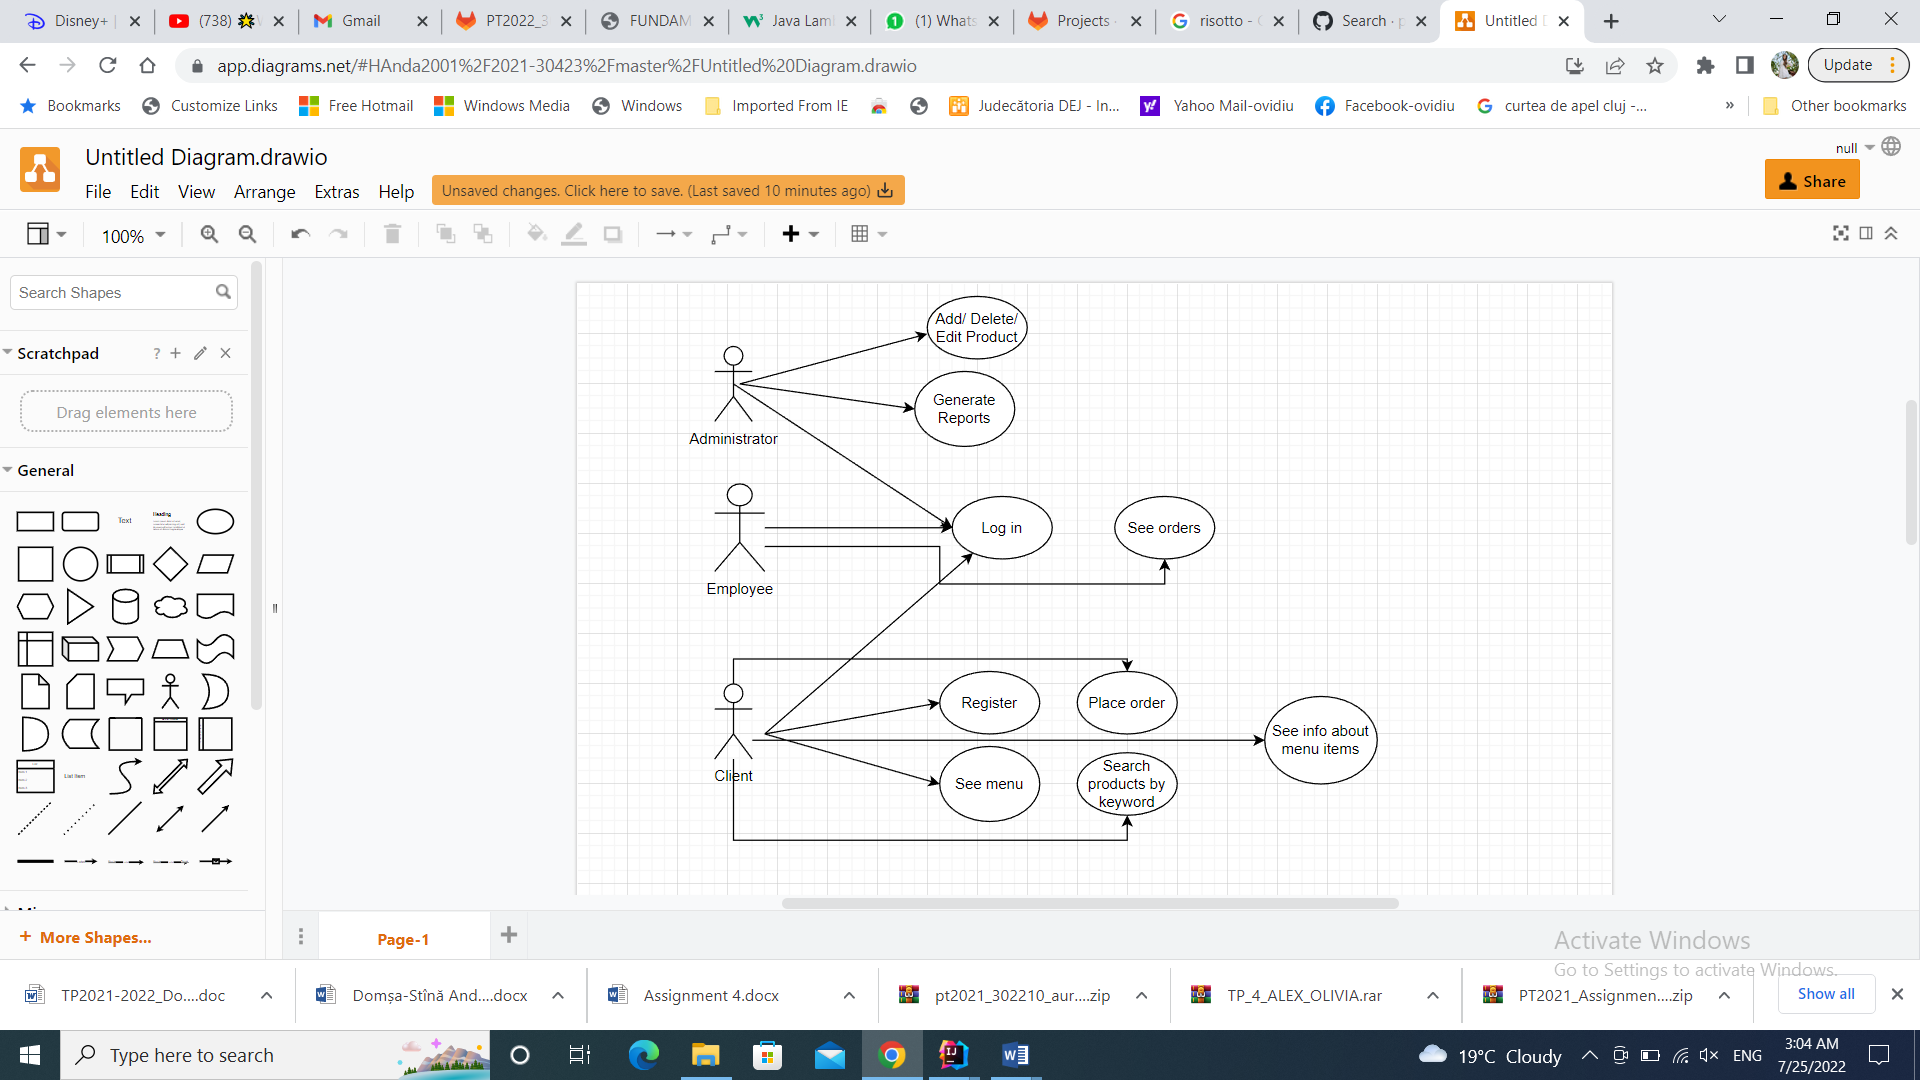 Disney+
(738)
Gmail
PT2022_3
FUNDAM
Java Laml
(1) Whats
Projects
risotto -
Search · p
Untitled
app.diagrams.net/#HAnda2001%2F2021-30423%2Fmaster%2FUntitled%20Diagram.drawio
Update
Bookmarks
Customize Links
Free Hotmail
Windows Media
Windows
Imported From IE
Judecătoria DEJ - In...
Yahoo Mail-ovidiu
Facebook-ovidiu
curtea de apel cluj -...
»
Other bookmarks
Untitled Diagram.drawio
null
File Edit View Arrange Extras Help
Unsaved changes. Click here to save. (Last saved 10 minutes ago)
Share
100%
Search Shapes
Scratchpad
?
Drag elements here
General
Text
Heading
List Item
+ More Shapes...
Add/ Delete/
Edit Product
Generate
Reports
Administrator
Log in
See orders
Employee
Register
Place order
See info about
menu items
Client
See menu
Search
products by
keyword
Page-1
Activate Windows
Go to Settings to activate Windows.
TP2021-2022_Do....doc
Domșa-Stînă And....docx
Assignment 4.docx
pt2021_302210_aur....zip
TP_4_ALEX_OLIVIA.rar
PT2021_Assignmen....zip
Show all
Type here to search
19°C Cloudy
ENG
3:04 AM
7/25/2022